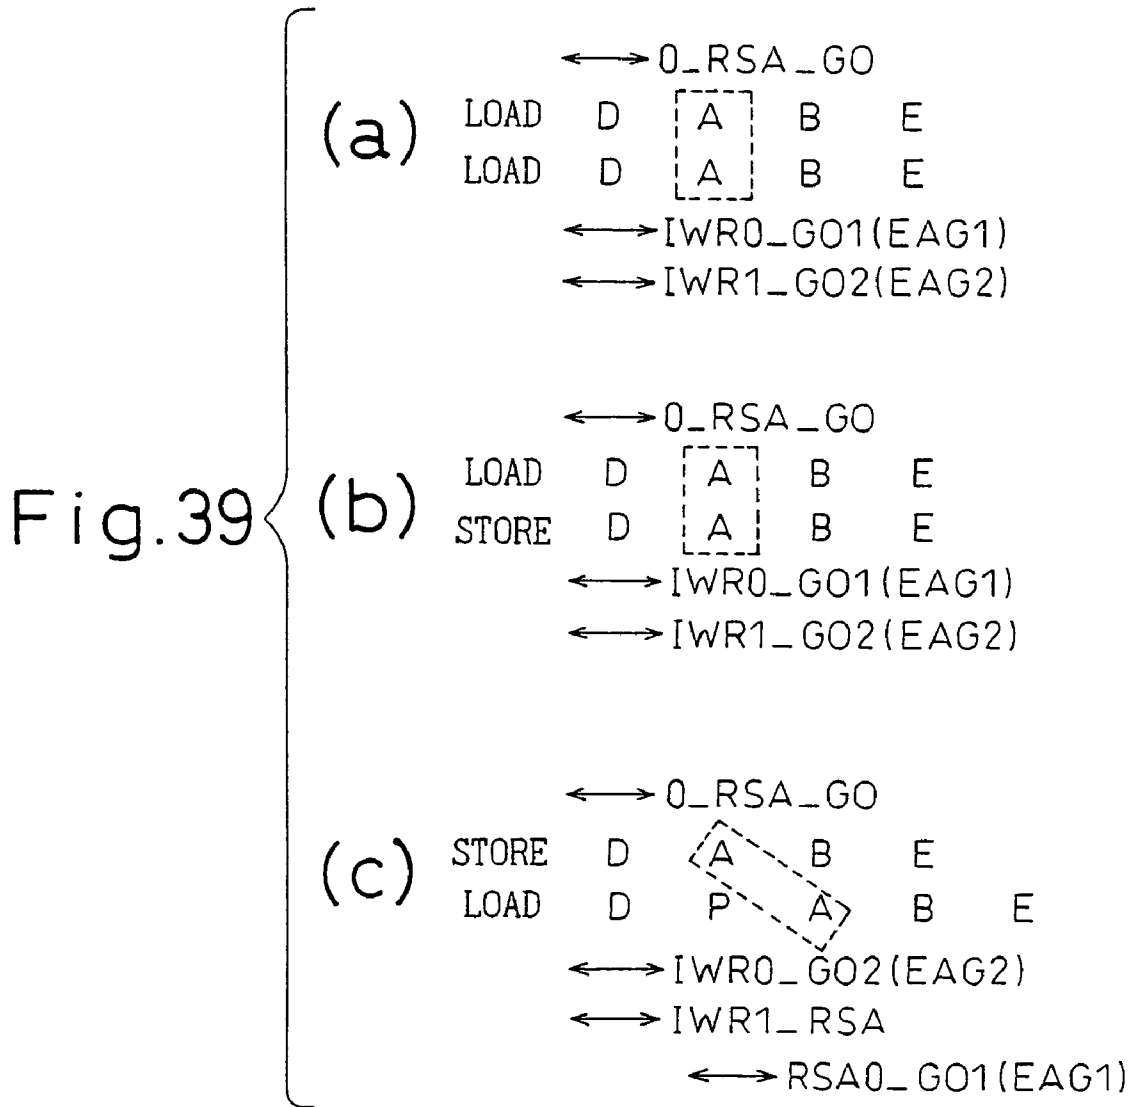 Fig.39
(a)
0_RSA_GO
LOAD D A B E
LOAD D A B E
IWR0_GO1(EAG1)
IWR1_GO2(EAG2)
(b)
0_RSA_GO
LOAD D A B E
STORE D A B E
IWR0_GO1(EAG1)
IWR1_GO2(EAG2)
(c)
0_RSA_GO
STORE D A B E
LOAD D P A B E
IWR0_GO2(EAG2)
IWR1_RSA
RSA0_GO1(EAG1)